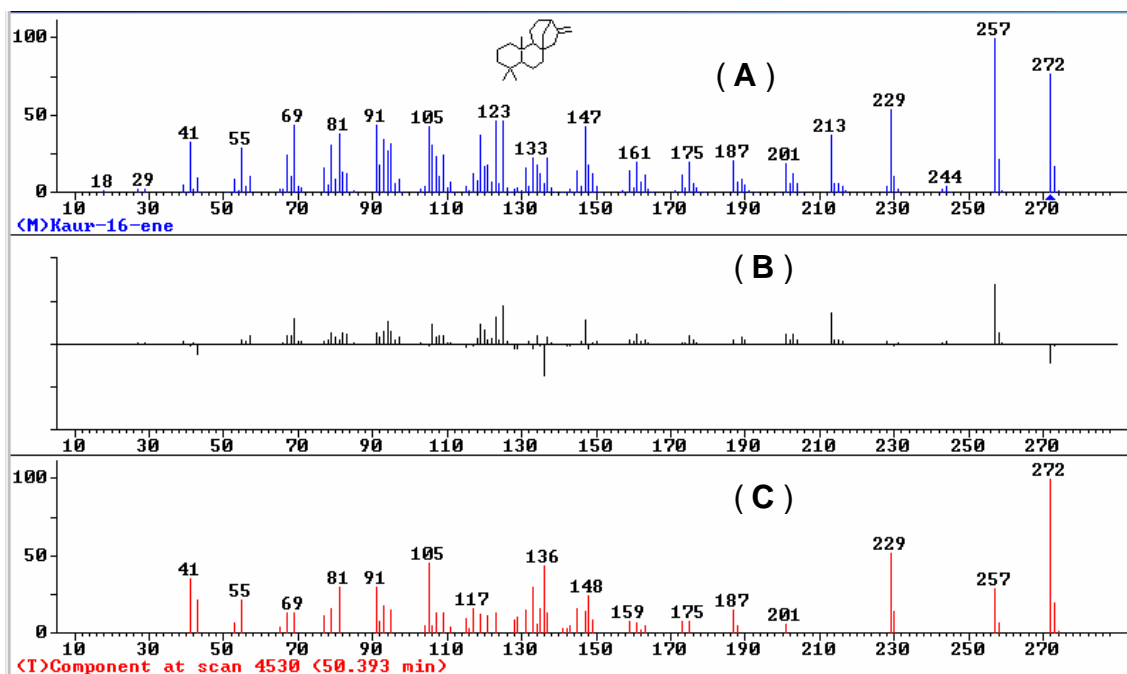 ( A )
100
50
0
18 29 41 55 69 81 91 105 123 133 147 161 175 187 201 213 229 244 257 272
10 30 50 70 90 110 130 150 170 190 210 230 250 270
(M)Kaur-16-ene
( B )
10 30 50 70 90 110 130 150 170 190 210 230 250 270
( C )
100
50
0
41 55 69 81 91 105 117 136 148 159 175 187 201 229 257 272
10 30 50 70 90 110 130 150 170 190 210 230 250 270
(T)Component at scan 4530 (50.393 min)